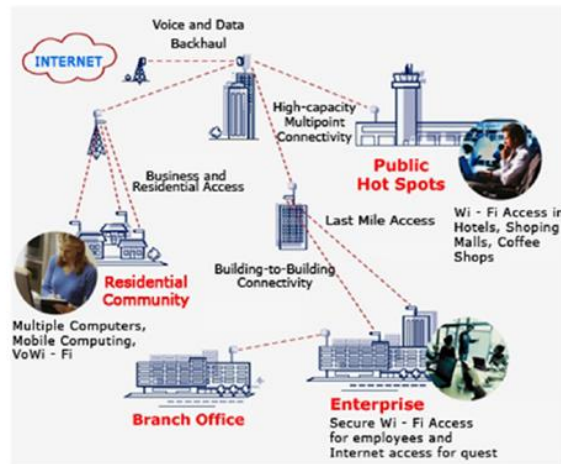 Voice and Data
Backhaul
INTERNET
High-capacity
Multipoint
Connectivity
Public
Hot Spots
Business and
Residential Access
Wi - Fi Access in
Hotels, Shoping
Malls, Coffee
Shops
Last Mile Access
Building-to-Building
Connectivity
Residential
Community
Multiple Computers,
Mobile Computing,
VoWi - Fi
Branch Office
Enterprise
Secure Wi - Fi Access
for employees and
Internet access for quest